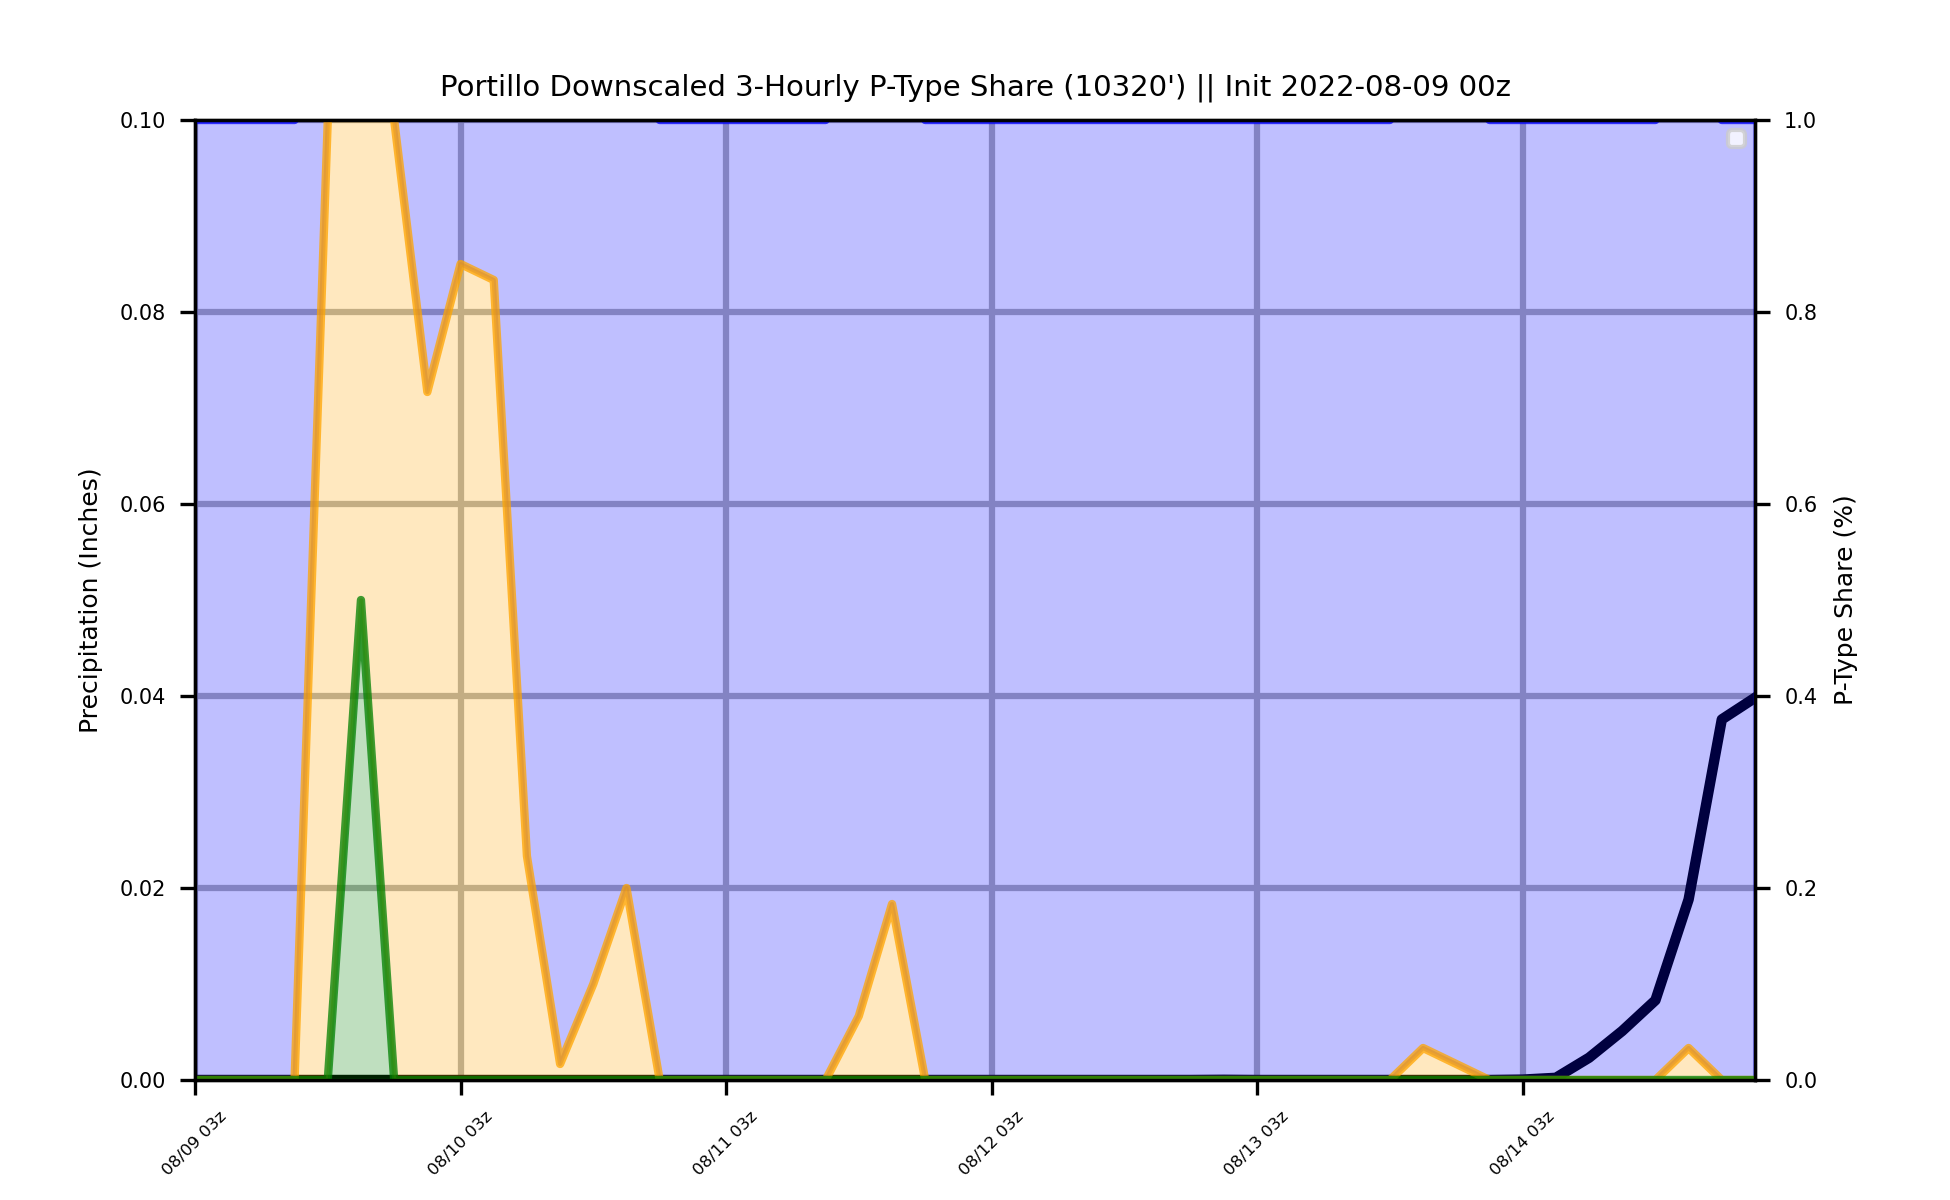 Portillo Downscaled 3-Hourly P-Type Share (10320') || Init 2022-08-09 00z
0.10
0.08
0.06
0.04
0.02
0.00
Precipitation (Inches)
1.0
0.8
0.6
0.4
0.2
0.0
P-Type Share (%)
08/09 03z
08/10 03z
08/11 03z
08/12 03z
08/13 03z
08/14 03z